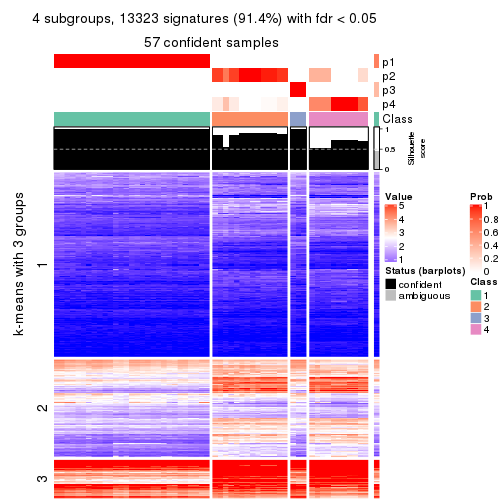 4 subgroups, 13323 signatures (91.4%) with fdr < 0.05
57 confident samples
p1
p2
p3
p4
Class
1
0.5
0
Silhouette
score
k-means with 3 groups
1
2
3
Value
5
4
3
2
1
Status (barplots)
confident
ambiguous
Prob
1
0.8
0.6
0.4
0.2
0
Class
1
2
3
4